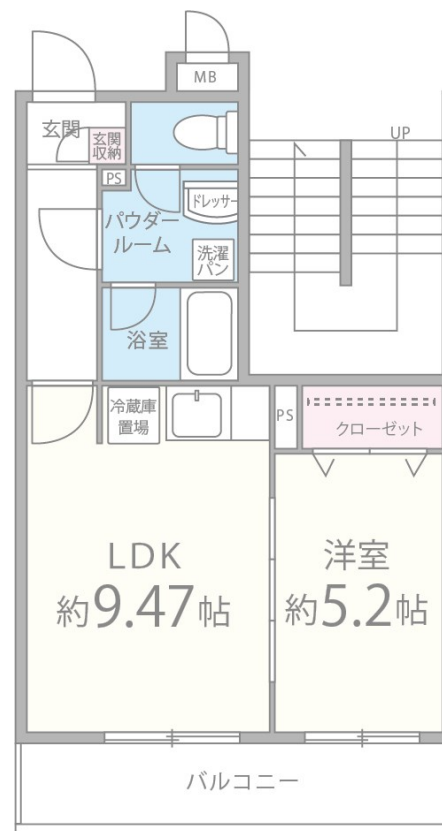 MB
UP
玄関
玄関
収納
PS
ドレッサー
パウダー
ルーム
洗濯
パン
浴室
冷蔵庫
置場
PS
クローゼット
LDK
約9.47帖
洋室
約5.2帖
バルコニー